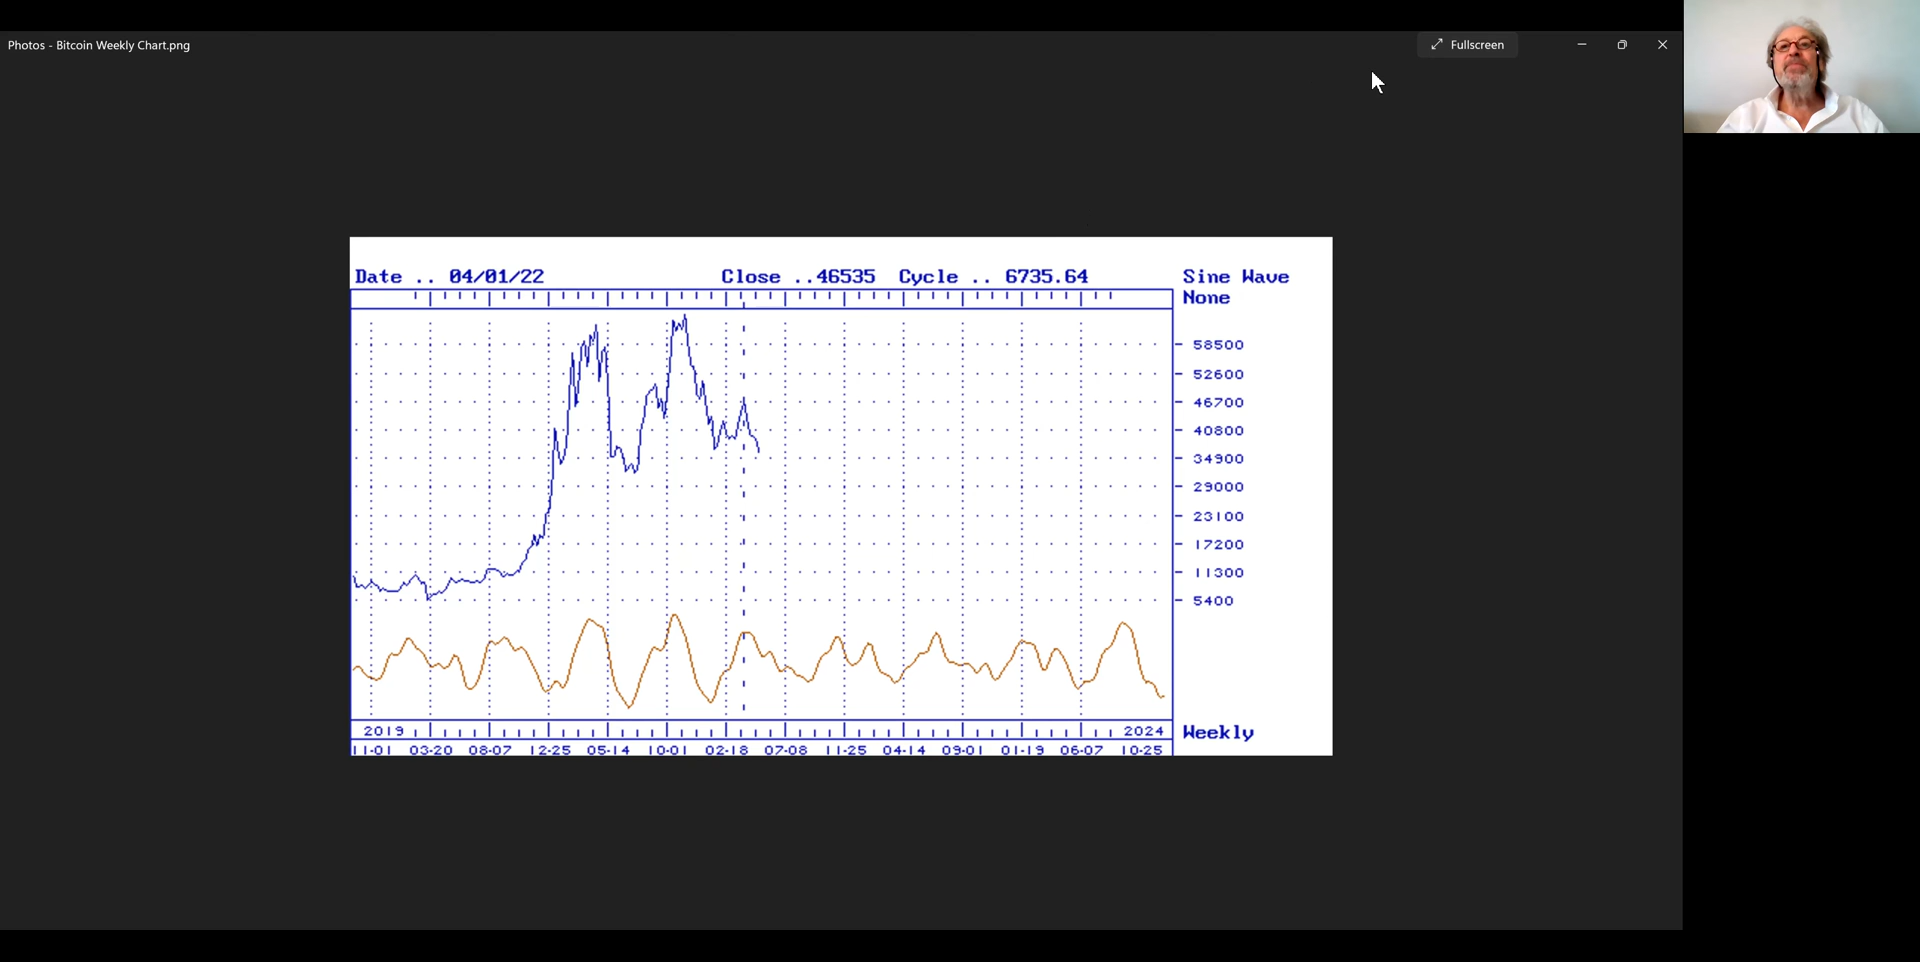 Photos - Bitcoin Weekly Chart.png
Fullscreen
Date .. 04/01/22 Close ..46535 Cycle .. 6735.64 Sine Wave
None
58500
52600
46700
40800
34900
29000
23100
17200
11300
5400
2019 2024 Weekly
11-01 03-20 08-07 12-25 05-14 10-01 02-18 07-08 11-25 04-14 09-01 01-19 06-07 10-25